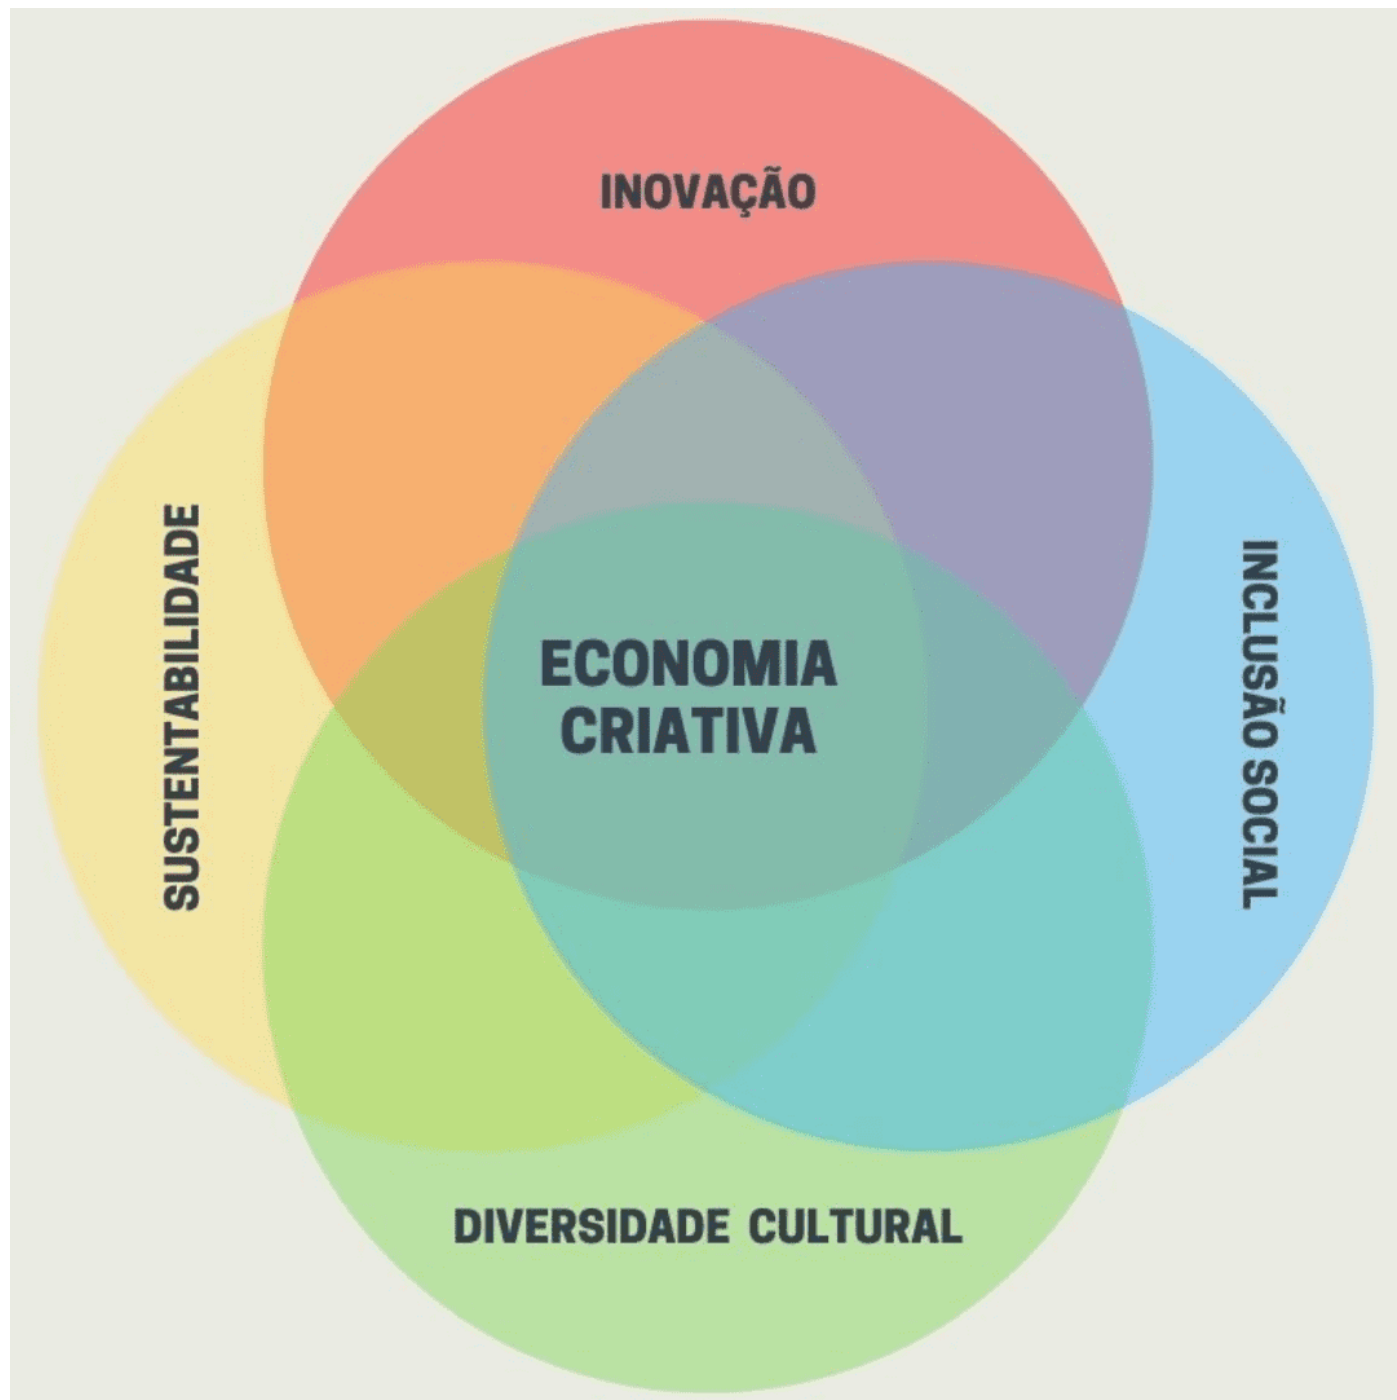 INOVAÇÃO
SUSTENTABILIDADE
ECONOMIA
CRIATIVA
INCLUSÃO SOCIAL
DIVERSIDADE CULTURAL